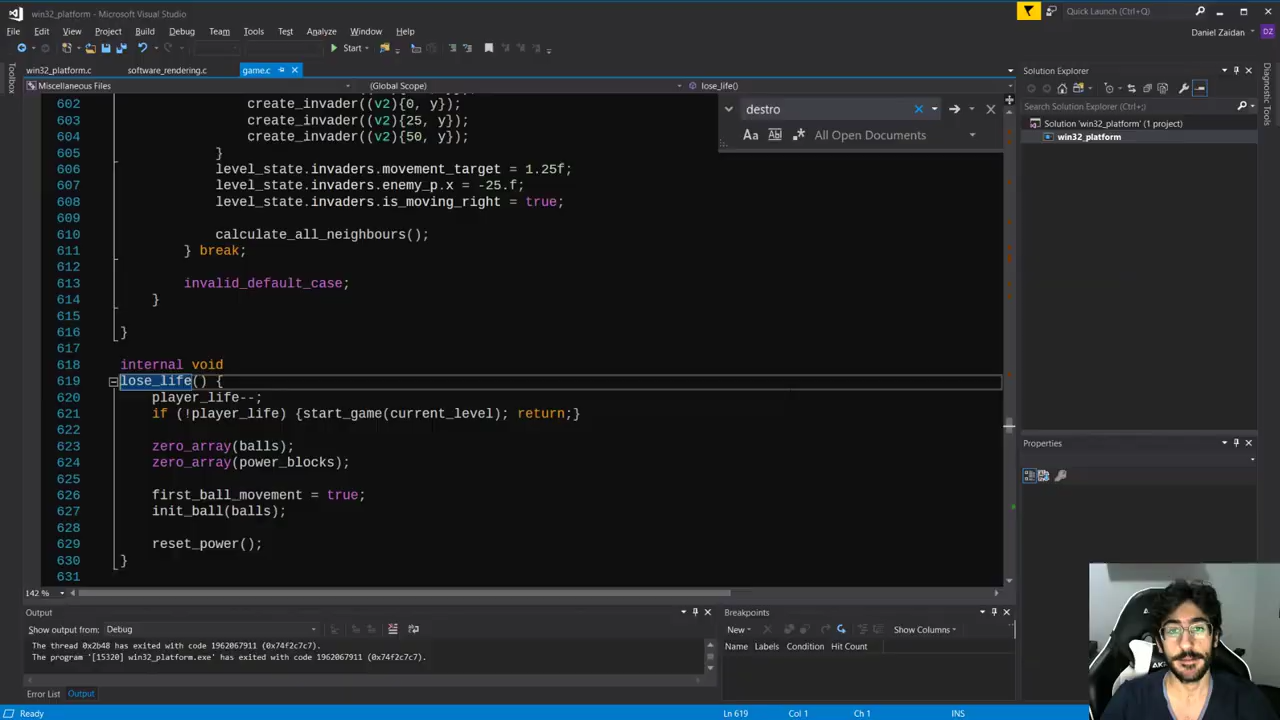 win32_platform - Microsoft Visual Studio
Quick Launch (Ctrl+Q)
File Edit View Project Build Debug Team Tools Test Analyze Window Help
Daniel Zaidan DZ
Start
win32_platform.c software_rendering.c game.c
Miscellaneous Files (Global Scope) lose_life()
Toolbox
602 create_invader((v2){0, y});
603 create_invader((v2){25, y});
604 create_invader((v2){50, y});
605 }
606 level_state.invaders.movement_target = 1.25f;
607 level_state.invaders.enemy_p.x = -25.f;
608 level_state.invaders.is_moving_right = true;
609
610 calculate_all_neighbours();
611 } break;
612
613 invalid_default_case;
614 }
615
616 }
617
618 internal void
619 lose_life() {
620 player_life--;
621 if (!player_life) {start_game(current_level); return;}
622
623 zero_array(balls);
624 zero_array(power_blocks);
625
626 first_ball_movement = true;
627 init_ball(balls);
628
629 reset_power();
630 }
631
destro
Aa Ab .* All Open Documents
142 %
Solution Explorer
Search Solution Explorer (Ctrl+;)
Solution 'win32_platform' (1 project)
win32_platform
Properties
Diagnostic Tools
Output
Show output from: Debug
The thread 0x2b48 has exited with code 1962067911 (0x74f2c7c7).
The program '[15320] win32_platform.exe' has exited with code 1962067911 (0x74f2c7c7).
Breakpoints
New Show Columns
Name Labels Condition Hit Count
Error List Output
Ready Ln 619 Col 1 Ch 1 INS